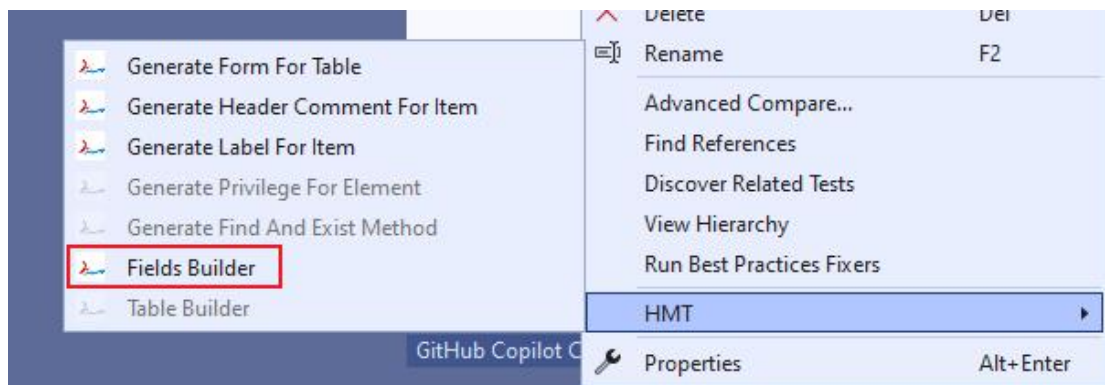 Delete Del
Rename F2
Advanced Compare...
Find References
Discover Related Tests
View Hierarchy
Run Best Practices Fixers
HMT
Properties Alt+Enter
Generate Form For Table
Generate Header Comment For Item
Generate Label For Item
Generate Privilege For Element
Generate Find And Exist Method
Fields Builder
Table Builder
GitHub Copilot C